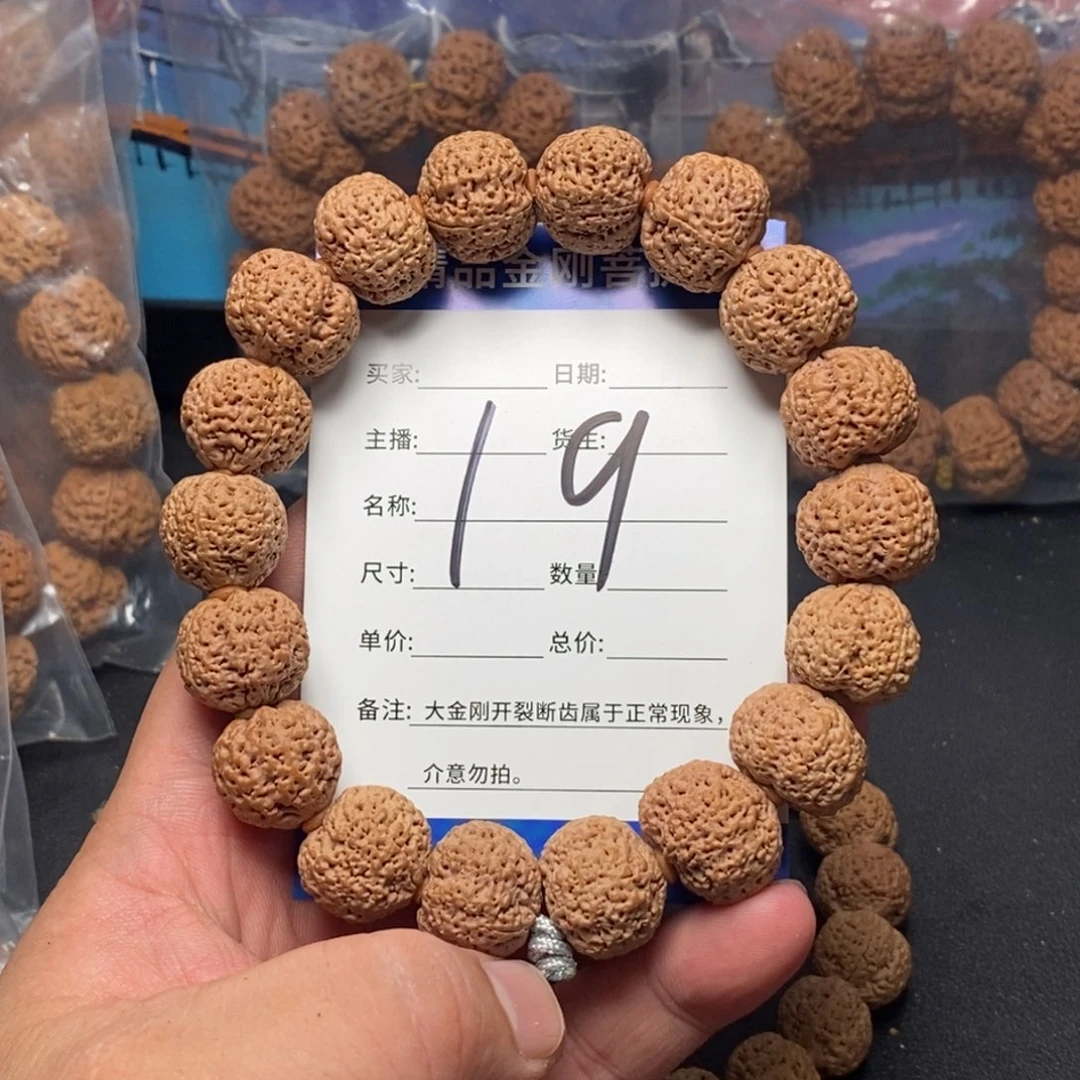 精品金刚菩提
买家: 日期:
主播: 货主:
19
名称:
尺寸: 数量
单价: 总价:
备注: 大金刚开裂断齿属于正常现象，
介意勿拍。